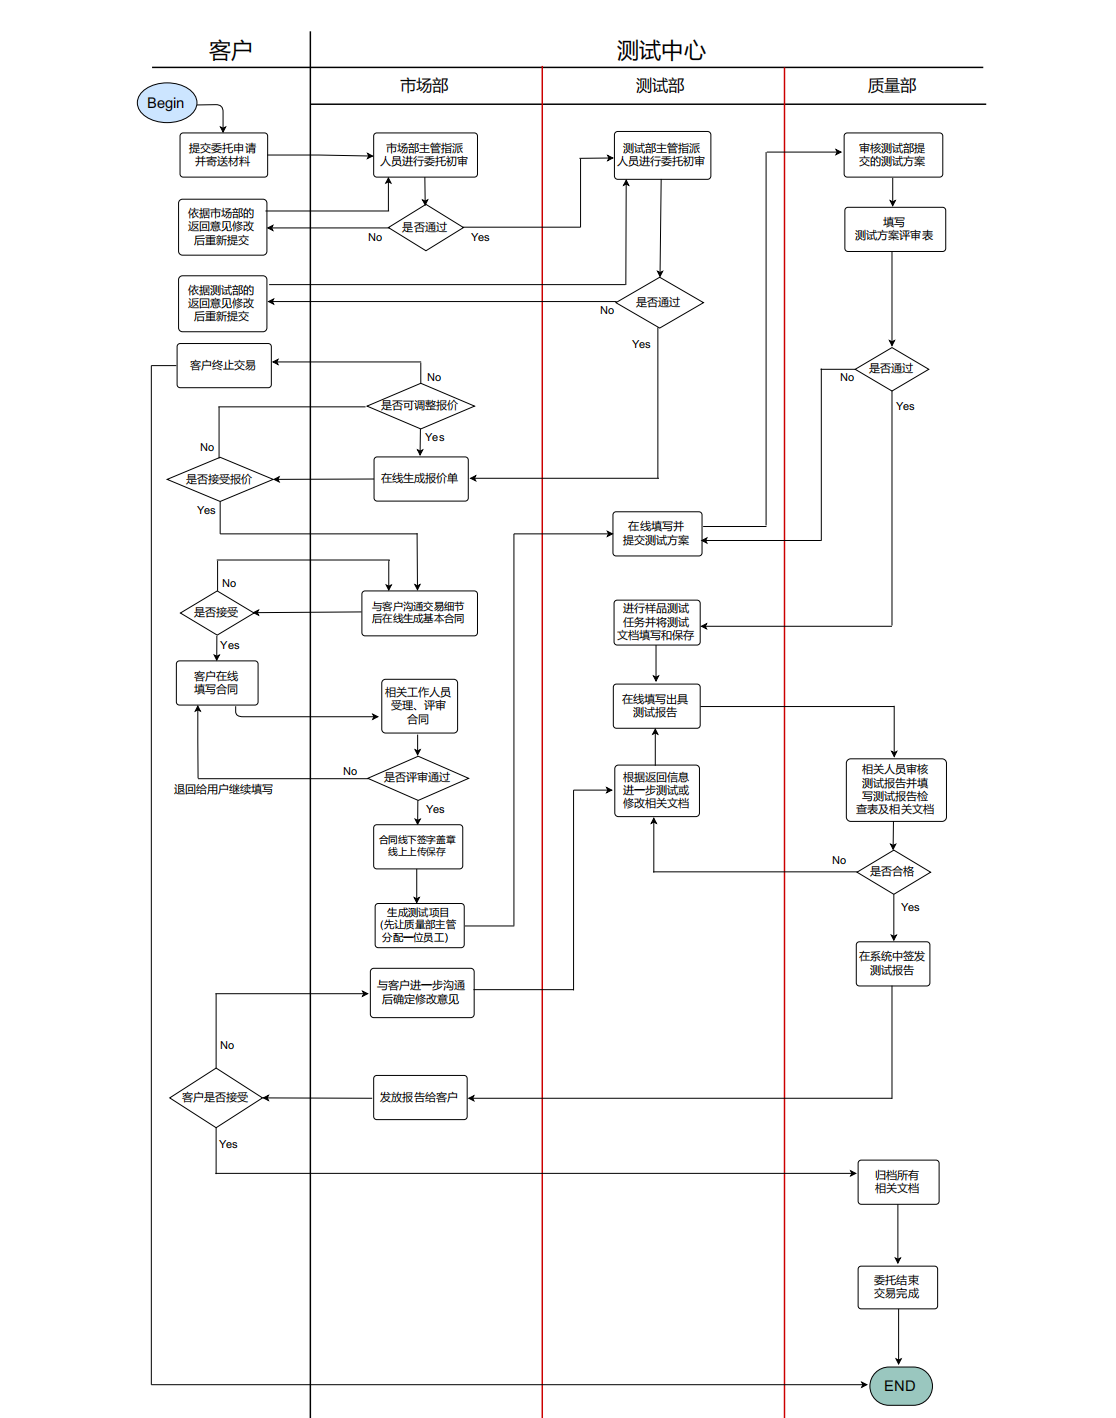 客户
测试中心
市场部
测试部
质量部
Begin
提交委托申请
并寄送材料
市场部主管指派
人员进行委托初审
测试部主管指派
人员进行委托初审
审核测试部提
交的测试方案
依据市场部的
返回意见修改
后重新提交
是否通过
No
Yes
填写
测试方案评审表
依据测试部的
返回意见修改
后重新提交
是否通过
No
Yes
客户终止交易
是否通过
No
Yes
No
是否可调整报价
Yes
No
是否接受报价
Yes
在线生成报价单
在线填写并
提交测试方案
No
是否接受
Yes
与客户沟通交易细节
后在线生成基本合同
进行样品测试
任务并将测试
文档填写和保存
客户在线
填写合同
相关工作人员
受理、评审
合同
在线填写出具
测试报告
No
是否评审通过
Yes
退回给用户继续填写
根据返回信息
进一步测试或
修改相关文档
相关人员审核
测试报告并填
写测试报告检
查表及相关文档
合同线下签字盖章
线上上传保存
No
是否合格
Yes
生成测试项目
(先让质量部主管
分配一位员工)
在系统中签发
测试报告
与客户进一步沟通
后确定修改意见
No
客户是否接受
Yes
发放报告给客户
归档所有
相关文档
委托结束
交易完成
END